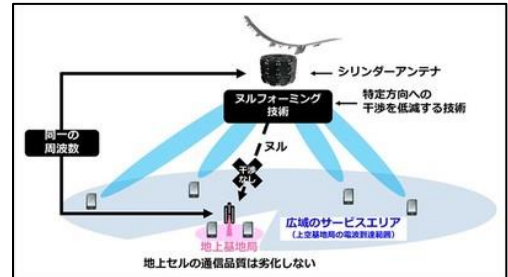 シリンダーアンテナ
ヌルフォーミング
技術
特定方向への
干渉を低減する技術
同一の
周波数
ヌル
干渉
なし
広域のサービスエリア
(上空基地局の電波到達範囲)
地上基地局
地上セルの通信品質は劣化しない